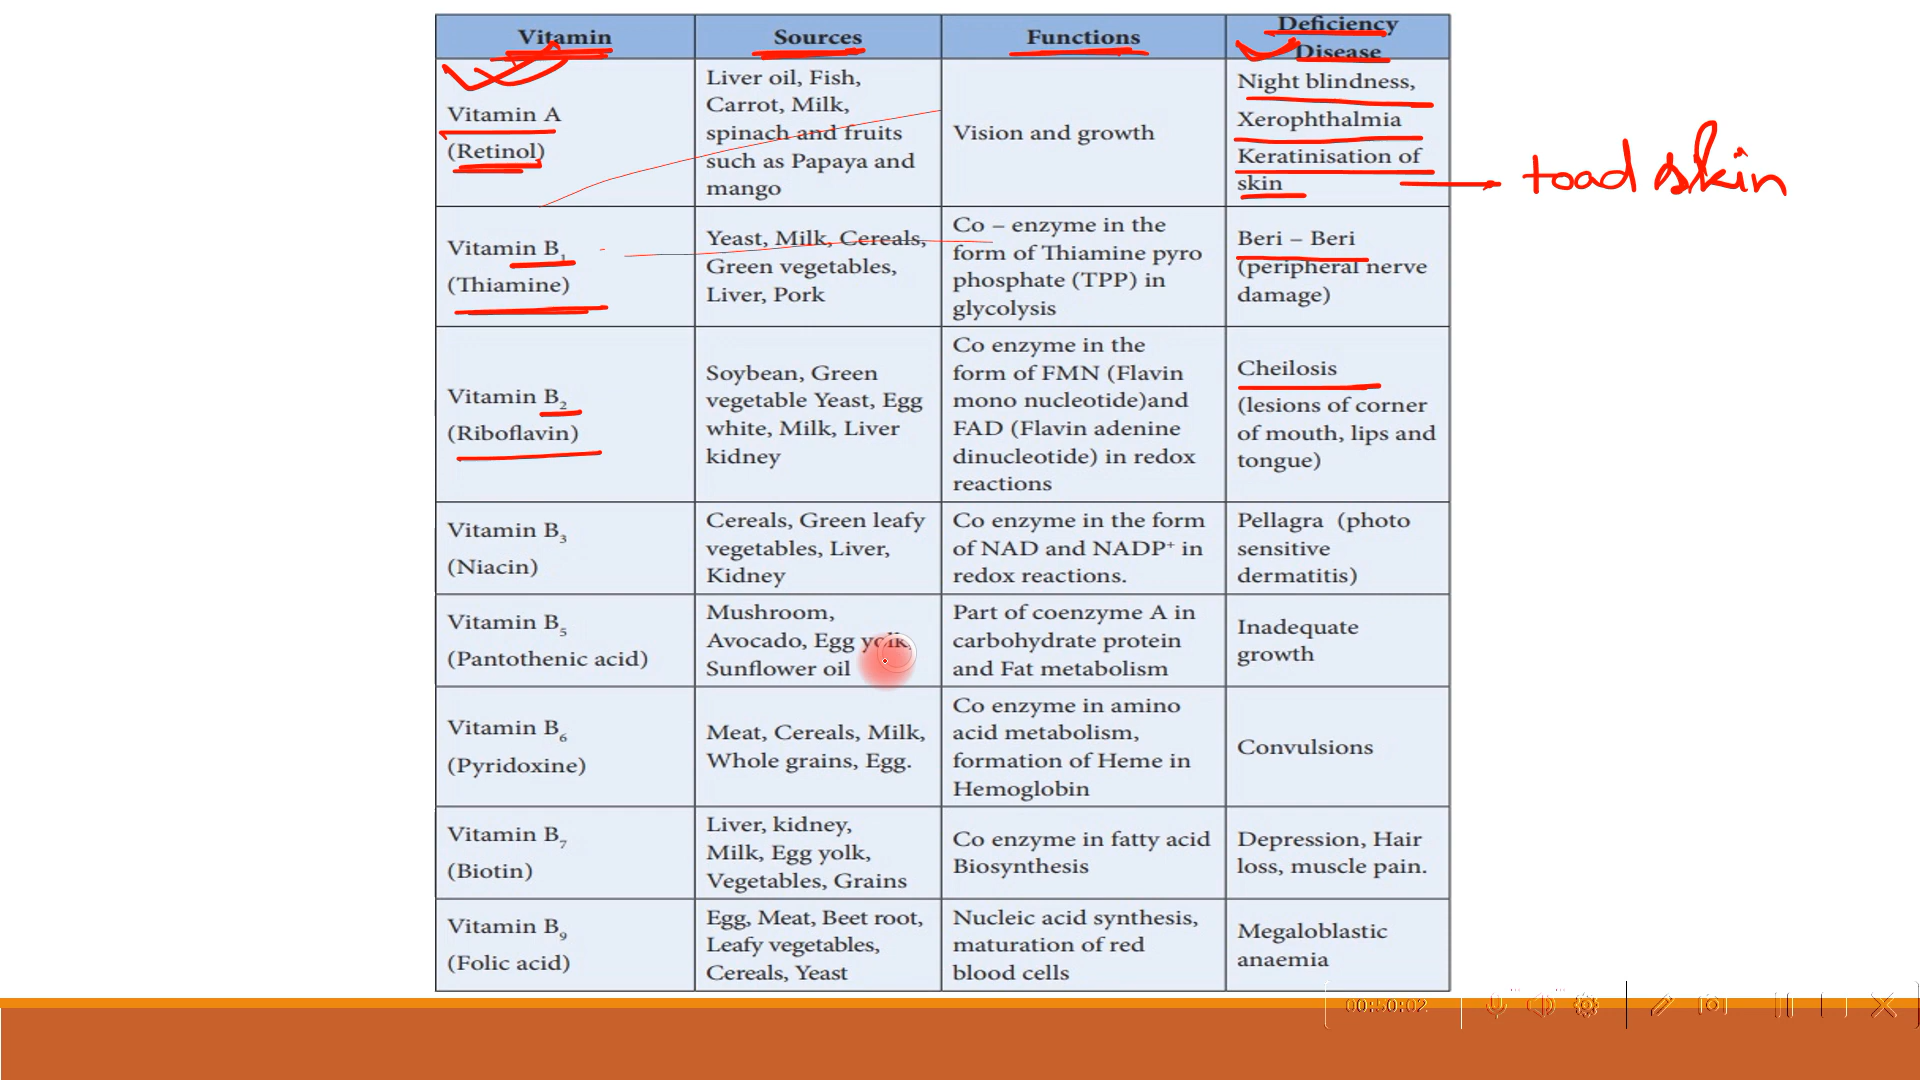 Vitamin Sources Functions Deficiency
Disease
Vitamin A
(Retinol)
Liver oil, Fish,
Carrot, Milk,
spinach and fruits
such as Papaya and
mango
Vision and growth
Night blindness,
Xerophthalmia
Keratinisation of
skin
toad skin
Vitamin B₁
(Thiamine)
Yeast, Milk, Cereals,
Green vegetables,
Liver, Pork
Co – enzyme in the
form of Thiamine pyro
phosphate (TPP) in
glycolysis
Beri – Beri
(peripheral nerve
damage)
Vitamin B₂
(Riboflavin)
Soybean, Green
vegetable Yeast, Egg
white, Milk, Liver
kidney
Co enzyme in the
form of FMN (Flavin
mono nucleotide)and
FAD (Flavin adenine
dinucleotide) in redox
reactions
Cheilosis
(lesions of corner
of mouth, lips and
tongue)
Vitamin B₃
(Niacin)
Cereals, Green leafy
vegetables, Liver,
Kidney
Co enzyme in the form
of NAD and NADP⁺ in
redox reactions.
Pellagra (photo
sensitive
dermatitis)
Vitamin B₅
(Pantothenic acid)
Mushroom,
Avocado, Egg yolk,
Sunflower oil
Part of coenzyme A in
carbohydrate protein
and Fat metabolism
Inadequate
growth
Vitamin B₆
(Pyridoxine)
Meat, Cereals, Milk,
Whole grains, Egg.
Co enzyme in amino
acid metabolism,
formation of Heme in
Hemoglobin
Convulsions
Vitamin B₇
(Biotin)
Liver, kidney,
Milk, Egg yolk,
Vegetables, Grains
Co enzyme in fatty acid
Biosynthesis
Depression, Hair
loss, muscle pain.
Vitamin B₉
(Folic acid)
Egg, Meat, Beet root,
Leafy vegetables,
Cereals, Yeast
Nucleic acid synthesis,
maturation of red
blood cells
Megaloblastic
anaemia
00:50:02